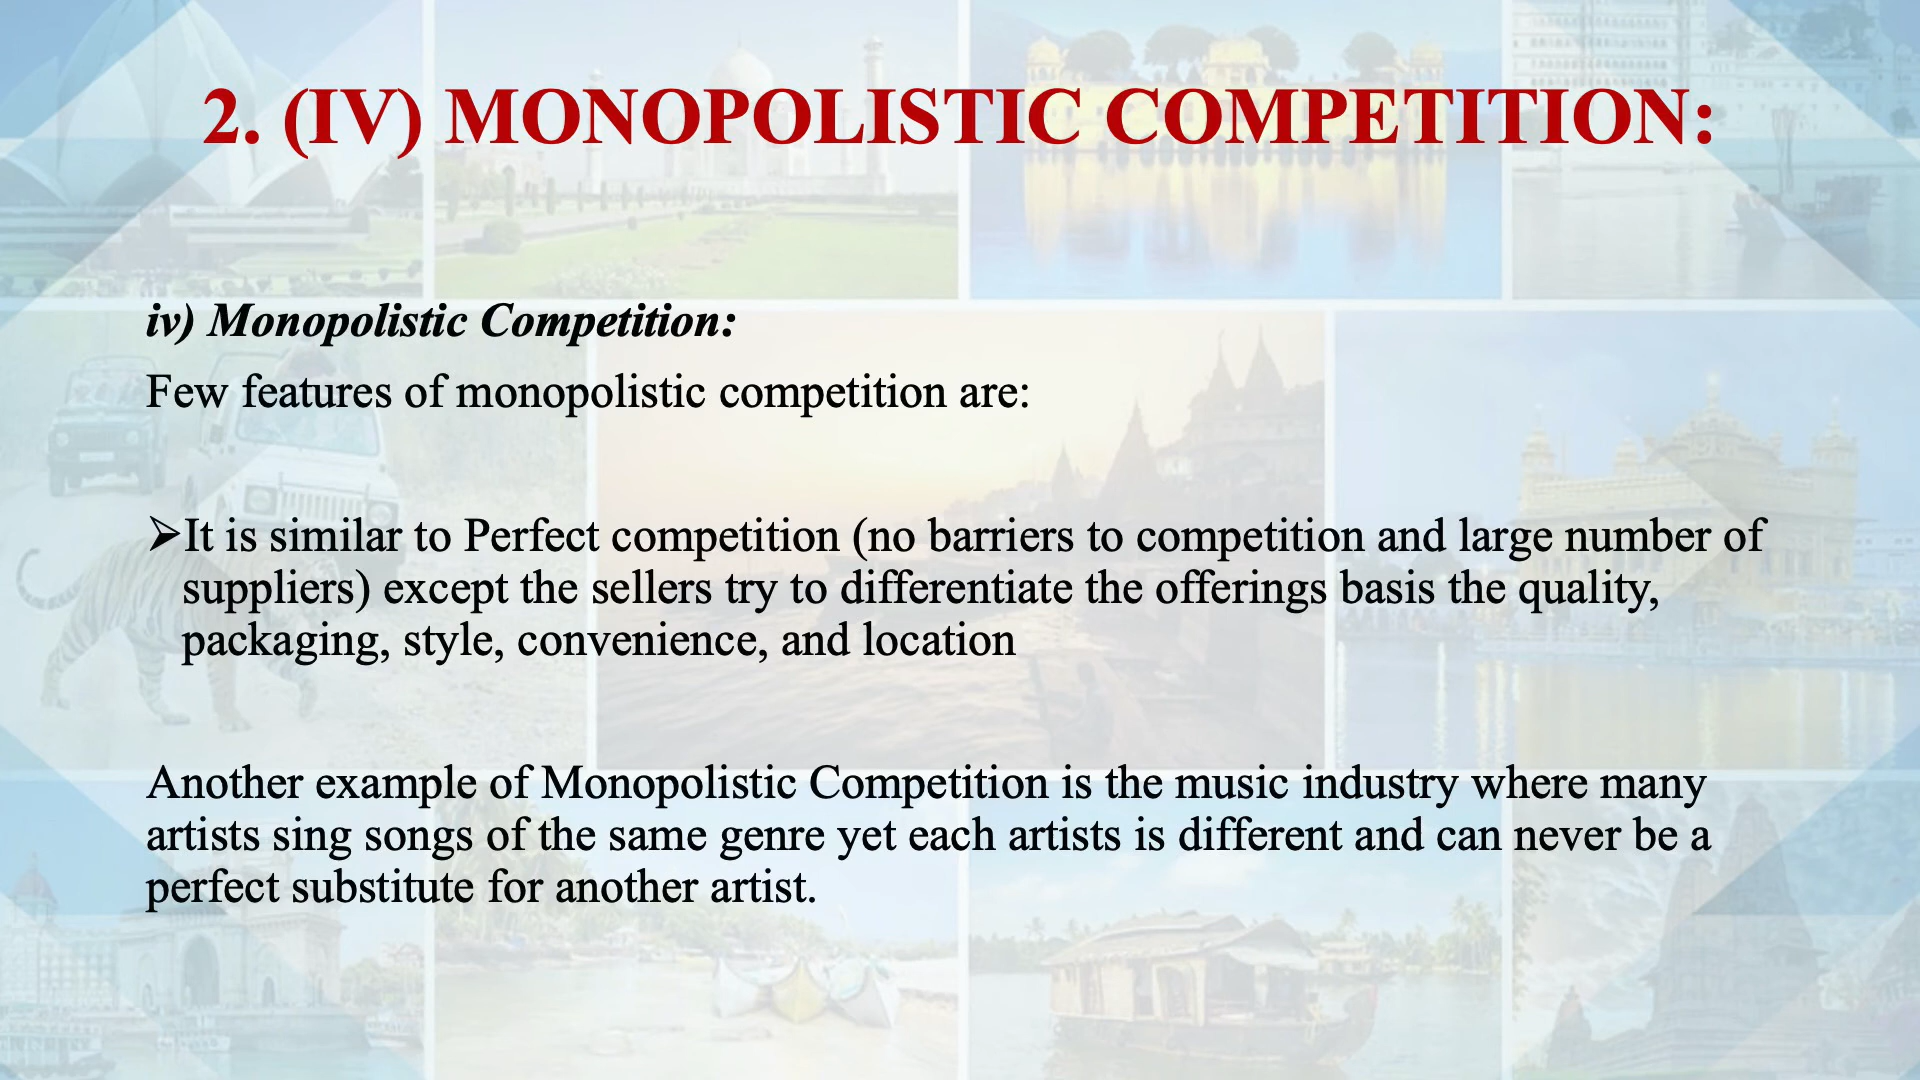 2. (IV) MONOPOLISTIC COMPETITION:
iv) Monopolistic Competition:
Few features of monopolistic competition are:
➢It is similar to Perfect competition (no barriers to competition and large number of
suppliers) except the sellers try to differentiate the offerings basis the quality,
packaging, style, convenience, and location
Another example of Monopolistic Competition is the music industry where many
artists sing songs of the same genre yet each artists is different and can never be a
perfect substitute for another artist.